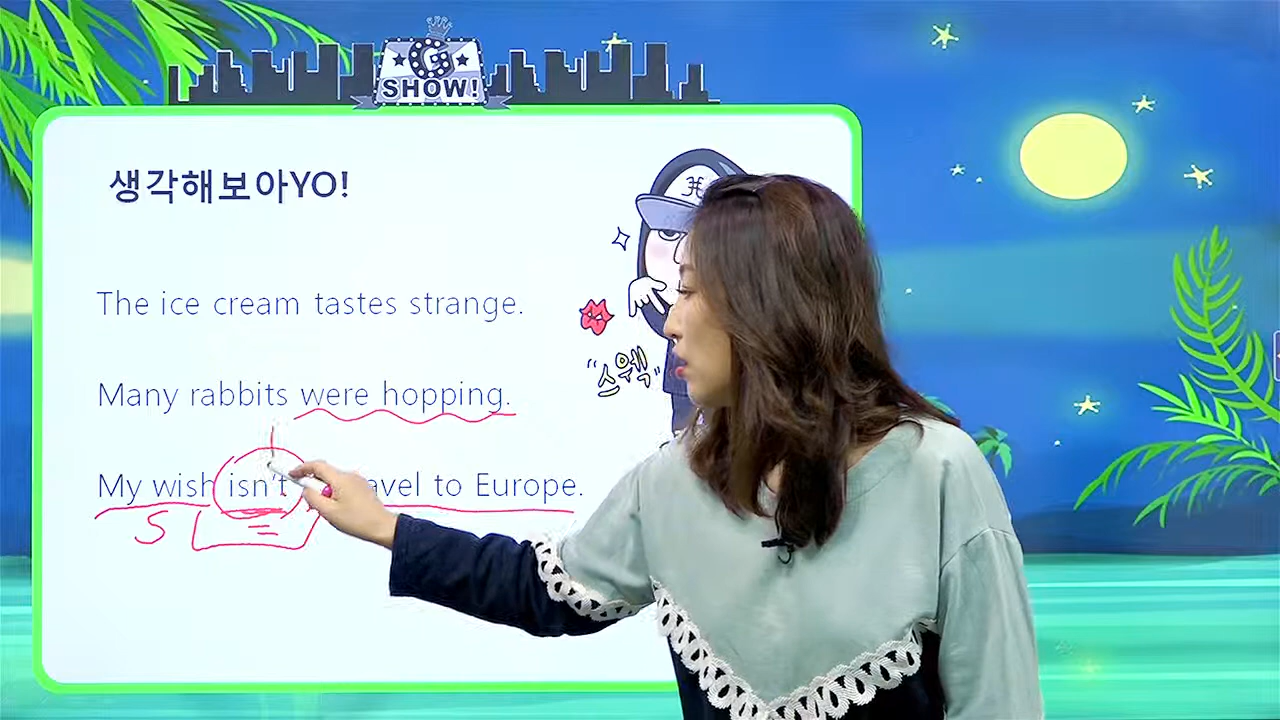 G
SHOW!
생각해보아YO!
The ice cream tastes strange.
Many rabbits were hopping.
"스웩"
My wish isn't avel to Europe.
S